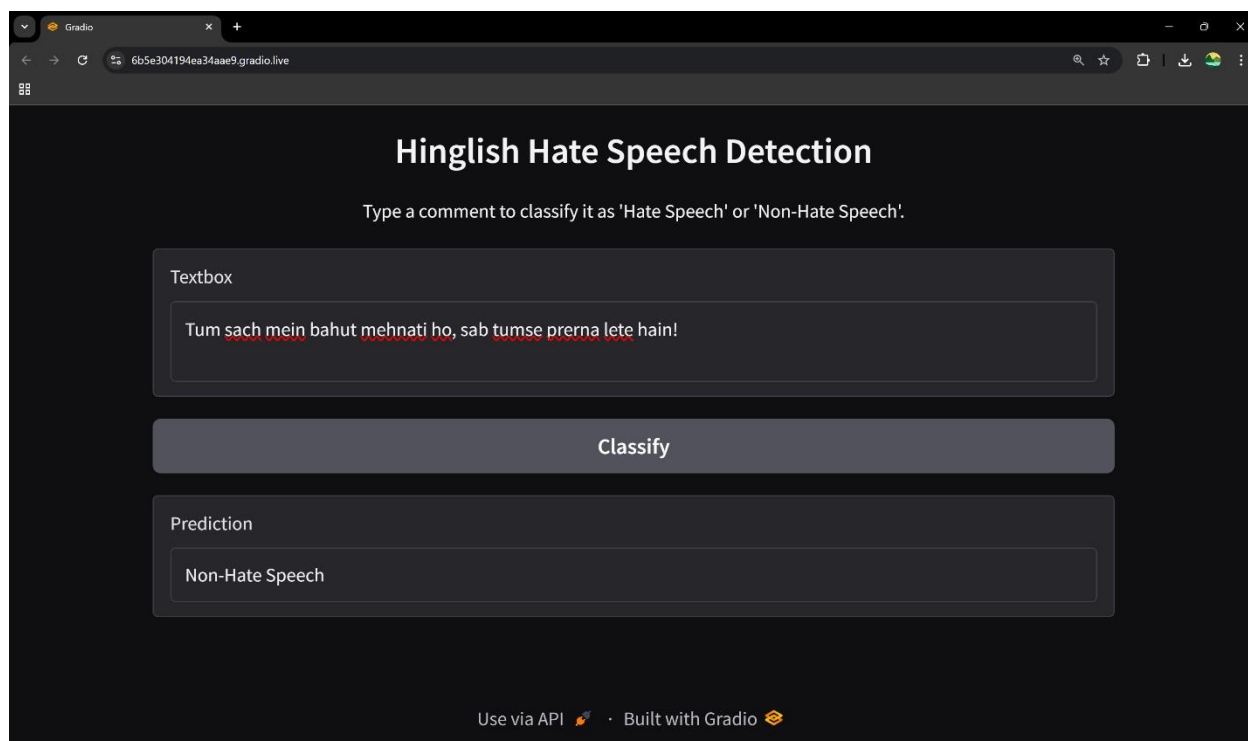 Gradio
6b5e304194ea34aae9.gradio.live
Hinglish Hate Speech Detection
Type a comment to classify it as 'Hate Speech' or 'Non-Hate Speech'.
Textbox
Tum sach mein bahut mehnati ho, sab tumse prerna lete hain!
Classify
Prediction
Non-Hate Speech
Use via API · Built with Gradio